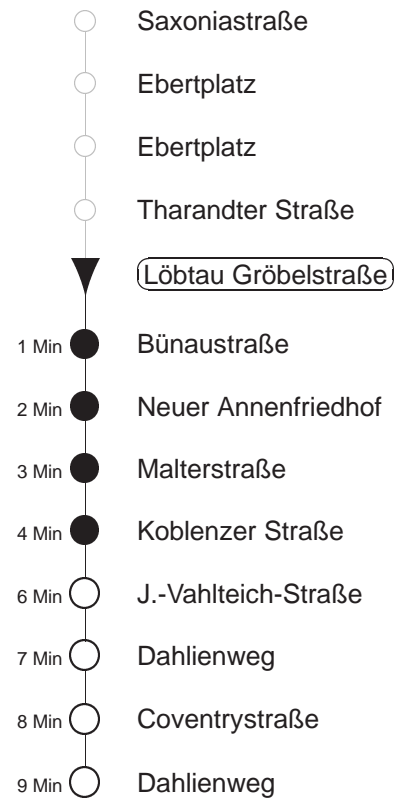 Saxoniastraße
Ebertplatz
Ebertplatz
Tharandter Straße
Löbtau Gröbelstraße
1 Min Bünaustraße
2 Min Neuer Annenfriedhof
3 Min Malterstraße
4 Min Koblenzer Straße
6 Min J.-Vahlteich-Straße
7 Min Dahlienweg
8 Min Coventrystraße
9 Min Dahlienweg